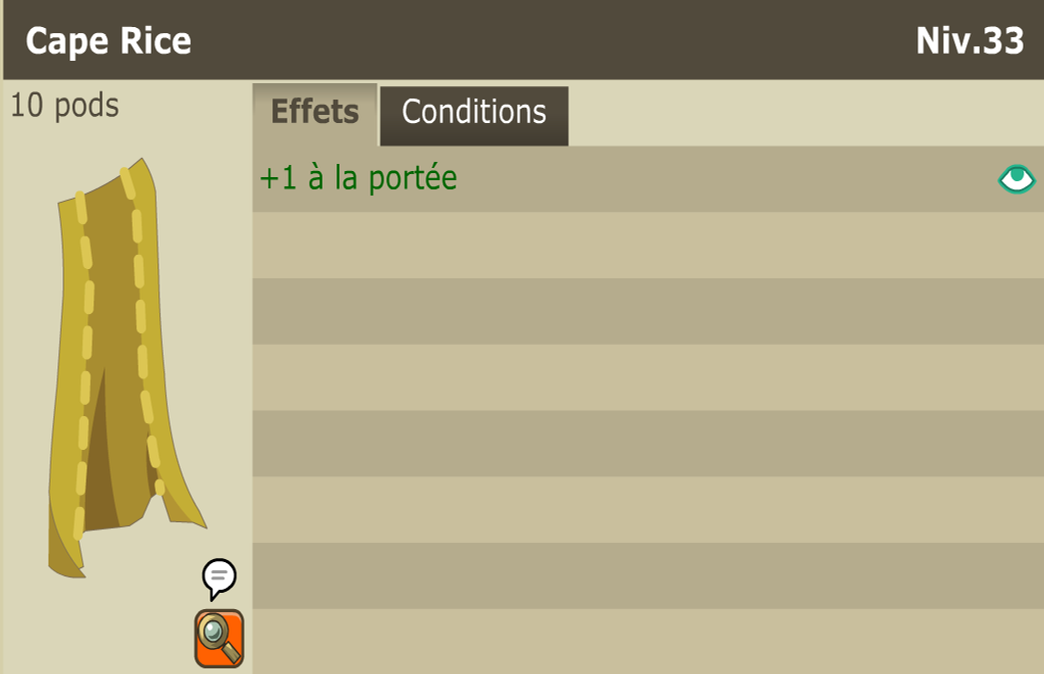 Cape Rice
Niv.33
10 pods
Effets
Conditions
+1 à la portée